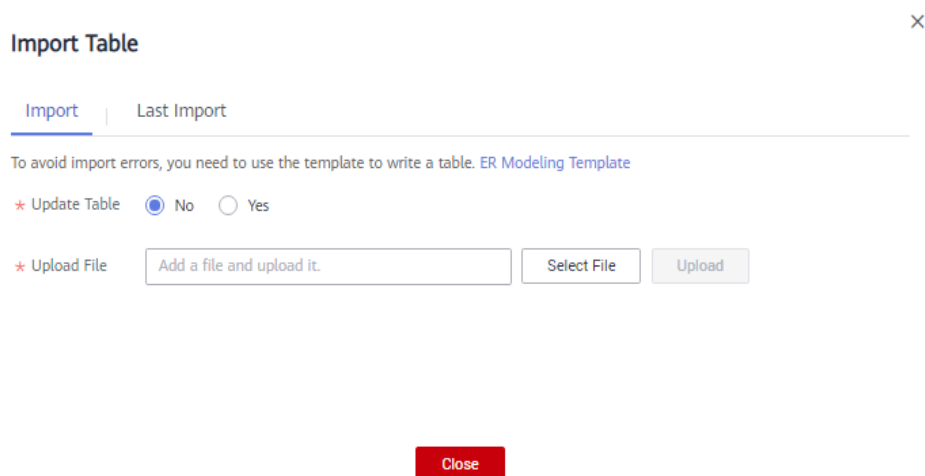 Import Table
Import
Last Import
To avoid import errors, you need to use the template to write a table. ER Modeling Template
* Update Table No Yes
* Upload File Add a file and upload it. Select File Upload
Close